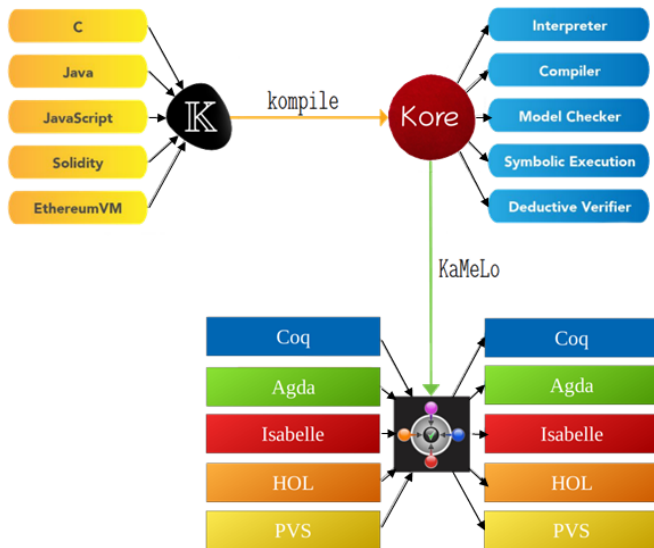 C
Java
JavaScript
Solidity
EthereumVM
𝕂
kompile
Kore
Interpreter
Compiler
Model Checker
Symbolic Execution
Deductive Verifier
KaMeLo
Coq
Agda
Isabelle
HOL
PVS
Coq
Agda
Isabelle
HOL
PVS